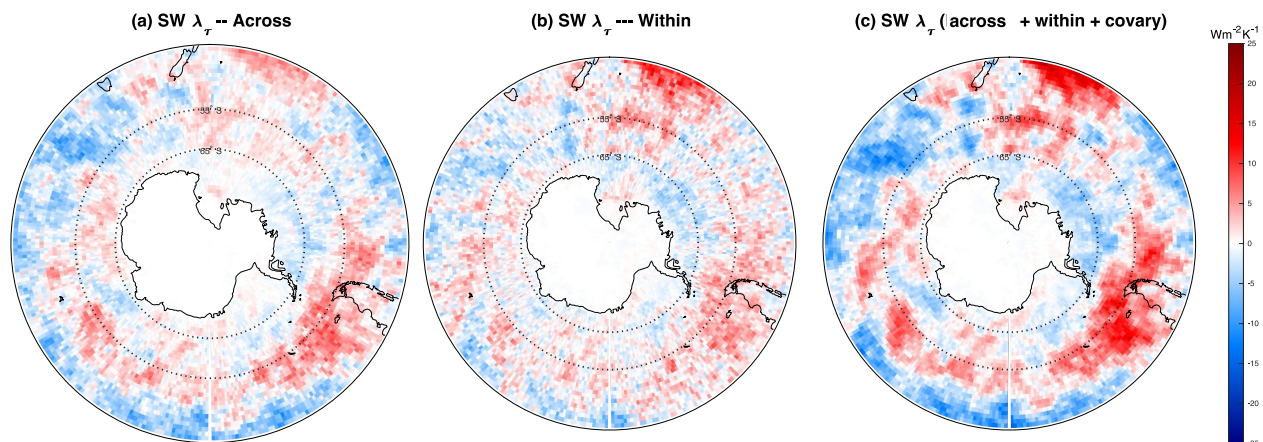 (a) SW λτ -- Across
(b) SW λτ --- Within
(c) SW λτ (across + within + covary)
Wm⁻²K⁻¹
55° S
65° S
55° S
65° S
55° S
65° S
25
20
15
10
5
0
-5
-10
-15
-20
-25